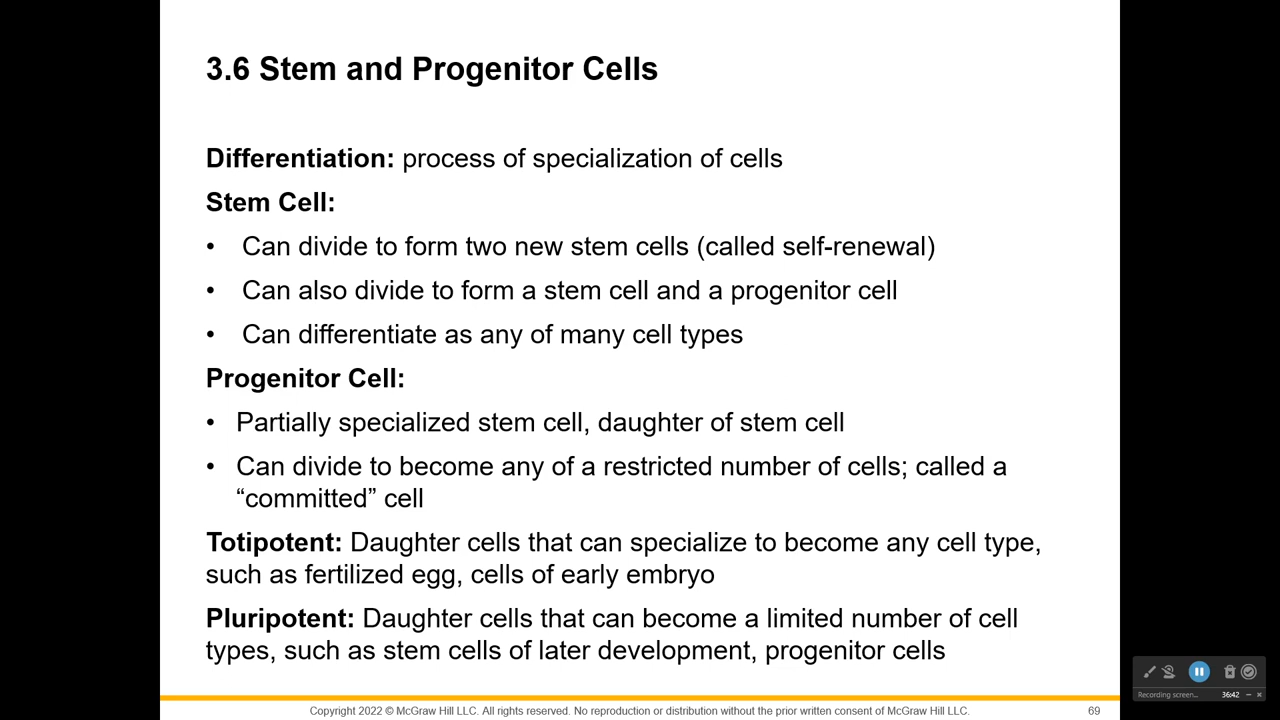 3.6 Stem and Progenitor Cells
Differentiation: process of specialization of cells
Stem Cell:
• Can divide to form two new stem cells (called self-renewal)
• Can also divide to form a stem cell and a progenitor cell
• Can differentiate as any of many cell types
Progenitor Cell:
• Partially specialized stem cell, daughter of stem cell
• Can divide to become any of a restricted number of cells; called a
“committed” cell
Totipotent: Daughter cells that can specialize to become any cell type,
such as fertilized egg, cells of early embryo
Pluripotent: Daughter cells that can become a limited number of cell
types, such as stem cells of later development, progenitor cells
Recording screen... 36:42
Copyright 2022 © McGraw Hill LLC. All rights reserved. No reproduction or distribution without the prior written consent of McGraw Hill LLC. 69